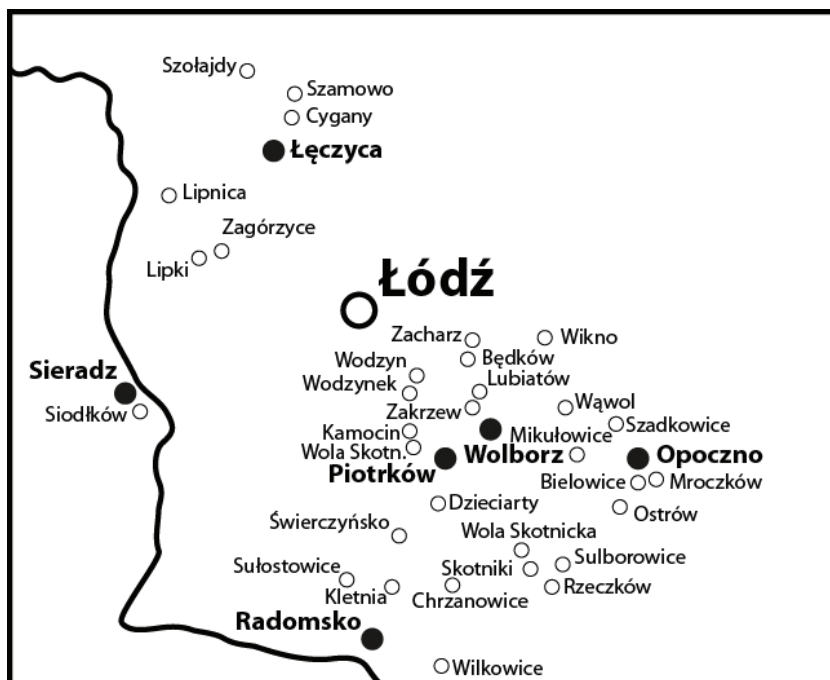 Szołajdy
Szamowo
Cygany
Łęczyca
Lipnica
Zagórzyce
Lipki
Łódź
Zacharz
Wikno
Wodzyn
Będków
Wodzynek
Lubiatów
Sieradz
Siodłków
Zakrzew
Wąwol
Kamocin
Szadkowice
Mikułowice
Wola Skotn.
Wolborz
Opoczno
Piotrków
Bielowice
Mroczków
Dzieciarty
Ostrów
Świerczyńsko
Wola Skotnicka
Sułostowice
Skotniki
Sulborowice
Kletnia
Chrzanowice
Rzeczków
Radomsko
Wilkowice